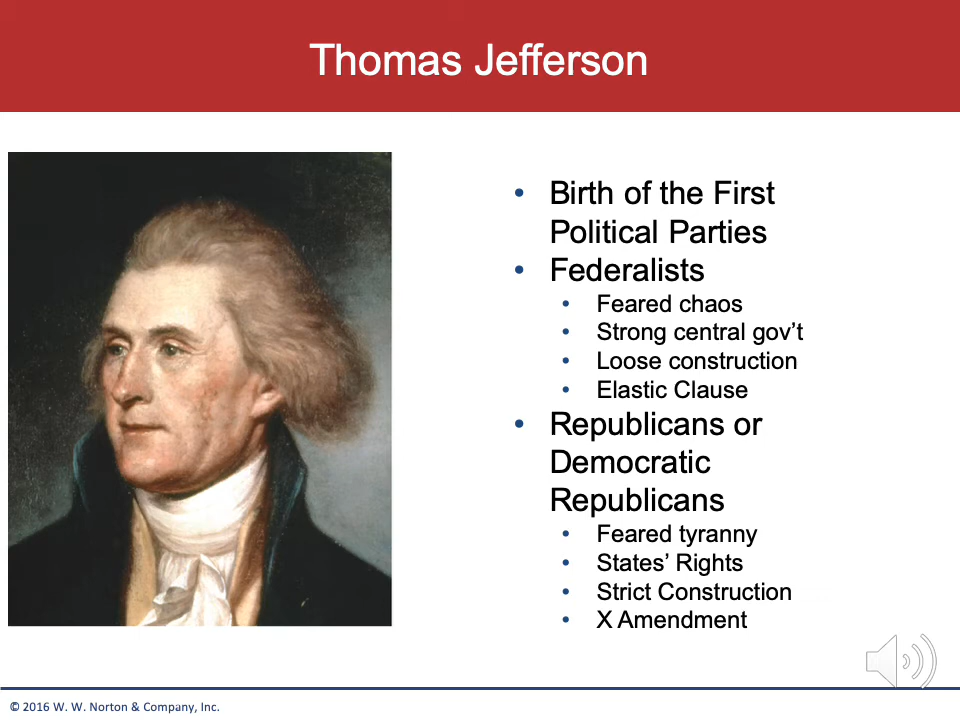 Thomas Jefferson
• Birth of the First
Political Parties
• Federalists
• Feared chaos
• Strong central gov’t
• Loose construction
• Elastic Clause
• Republicans or
Democratic
Republicans
• Feared tyranny
• States’ Rights
• Strict Construction
• X Amendment
© 2016 W. W. Norton & Company, Inc.